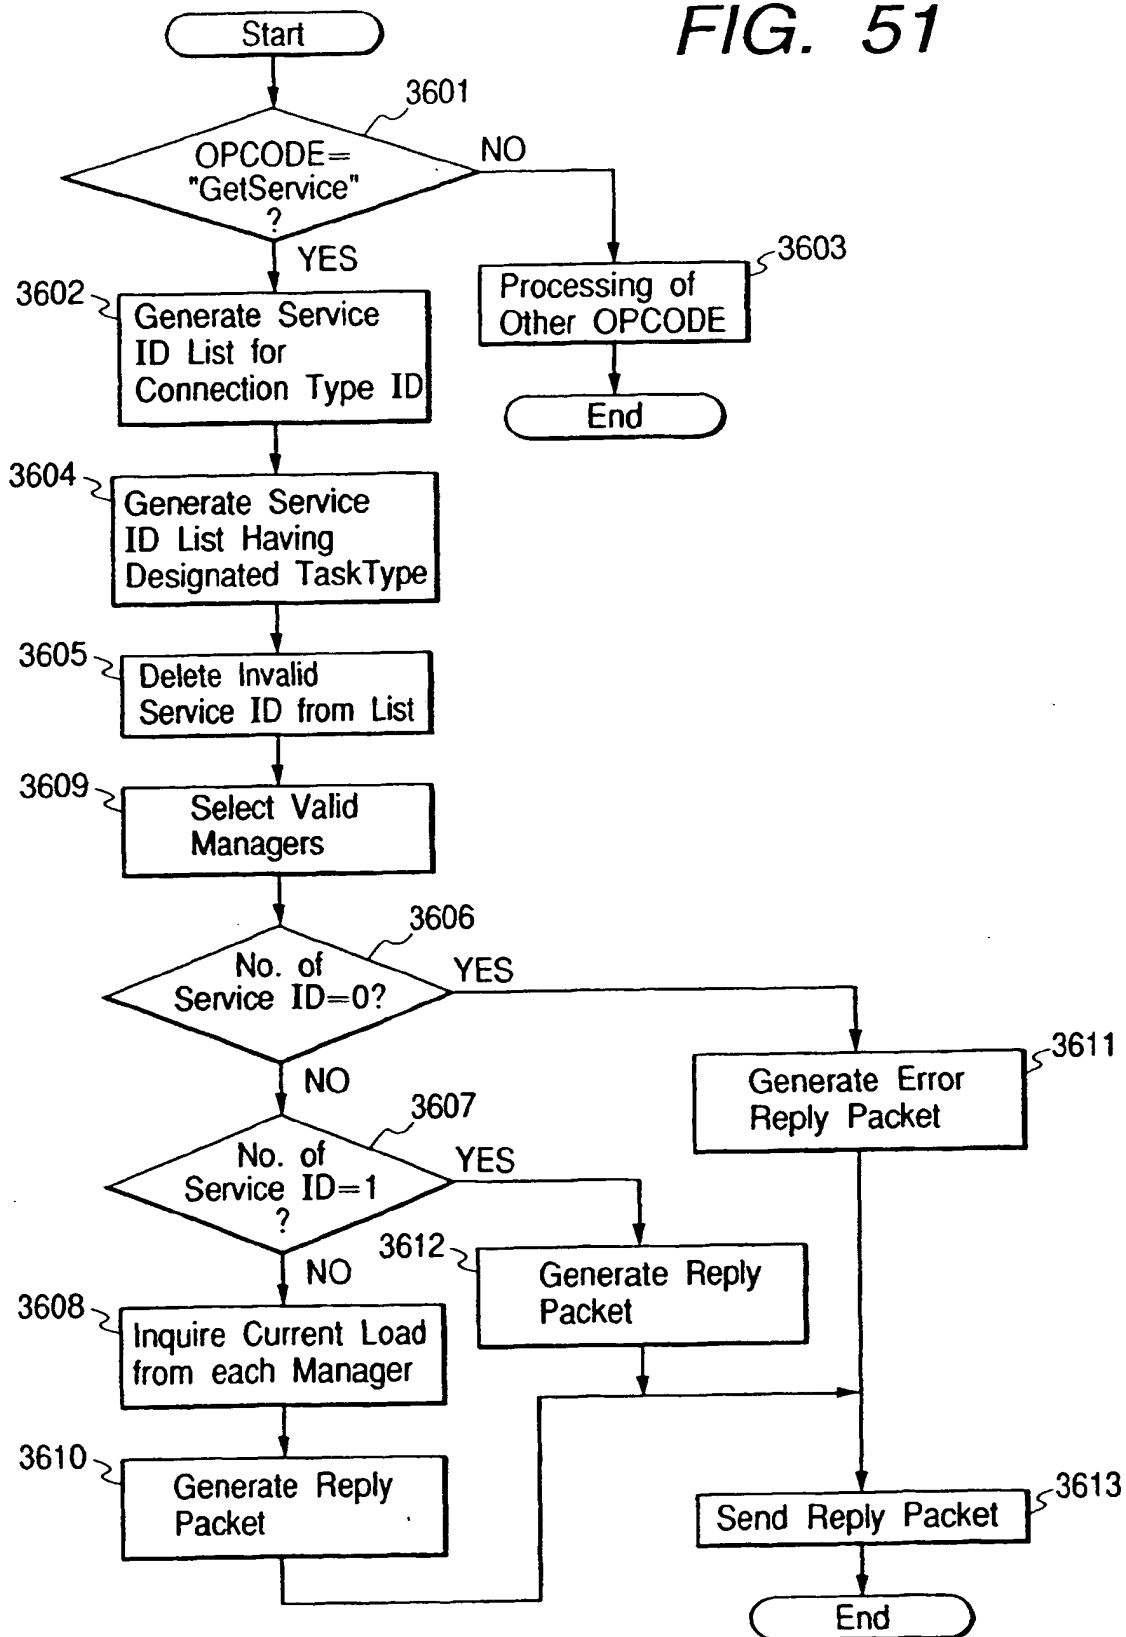 FIG. 51
Start
3601
OPCODE=
"GetService"
?
NO
YES
3603
Processing of
Other OPCODE
End
3602
Generate Service
ID List for
Connection Type ID
3604
Generate Service
ID List Having
Designated TaskType
3605
Delete Invalid
Service ID from List
3609
Select Valid
Managers
3606
No. of
Service ID=0?
YES
NO
3611
Generate Error
Reply Packet
3607
No. of
Service ID=1
?
YES
NO
3612
Generate Reply
Packet
3608
Inquire Current Load
from each Manager
3610
Generate Reply
Packet
3613
Send Reply Packet
End